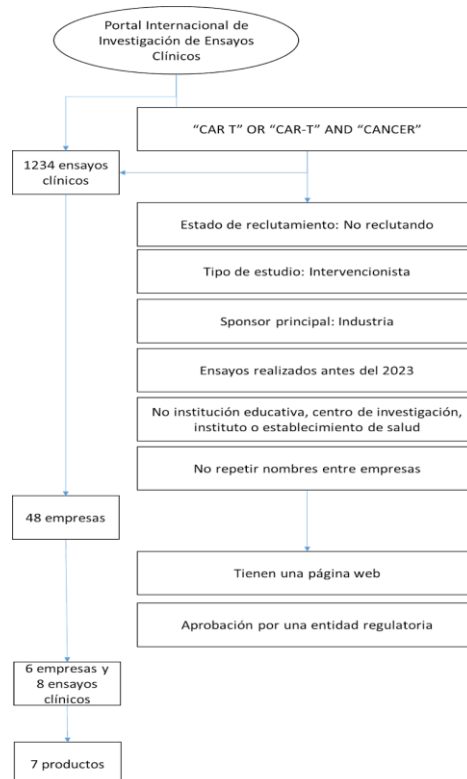 Portal Internacional de
Investigación de Ensayos
Clínicos
“CAR T” OR “CAR-T” AND “CANCER”
1234 ensayos
clínicos
Estado de reclutamiento: No reclutando
Tipo de estudio: Intervencionista
Sponsor principal: Industria
Ensayos realizados antes del 2023
No institución educativa, centro de investigación,
instituto o establecimiento de salud
No repetir nombres entre empresas
48 empresas
Tienen una página web
Aprobación por una entidad regulatoria
6 empresas y
8 ensayos
clínicos
7 productos